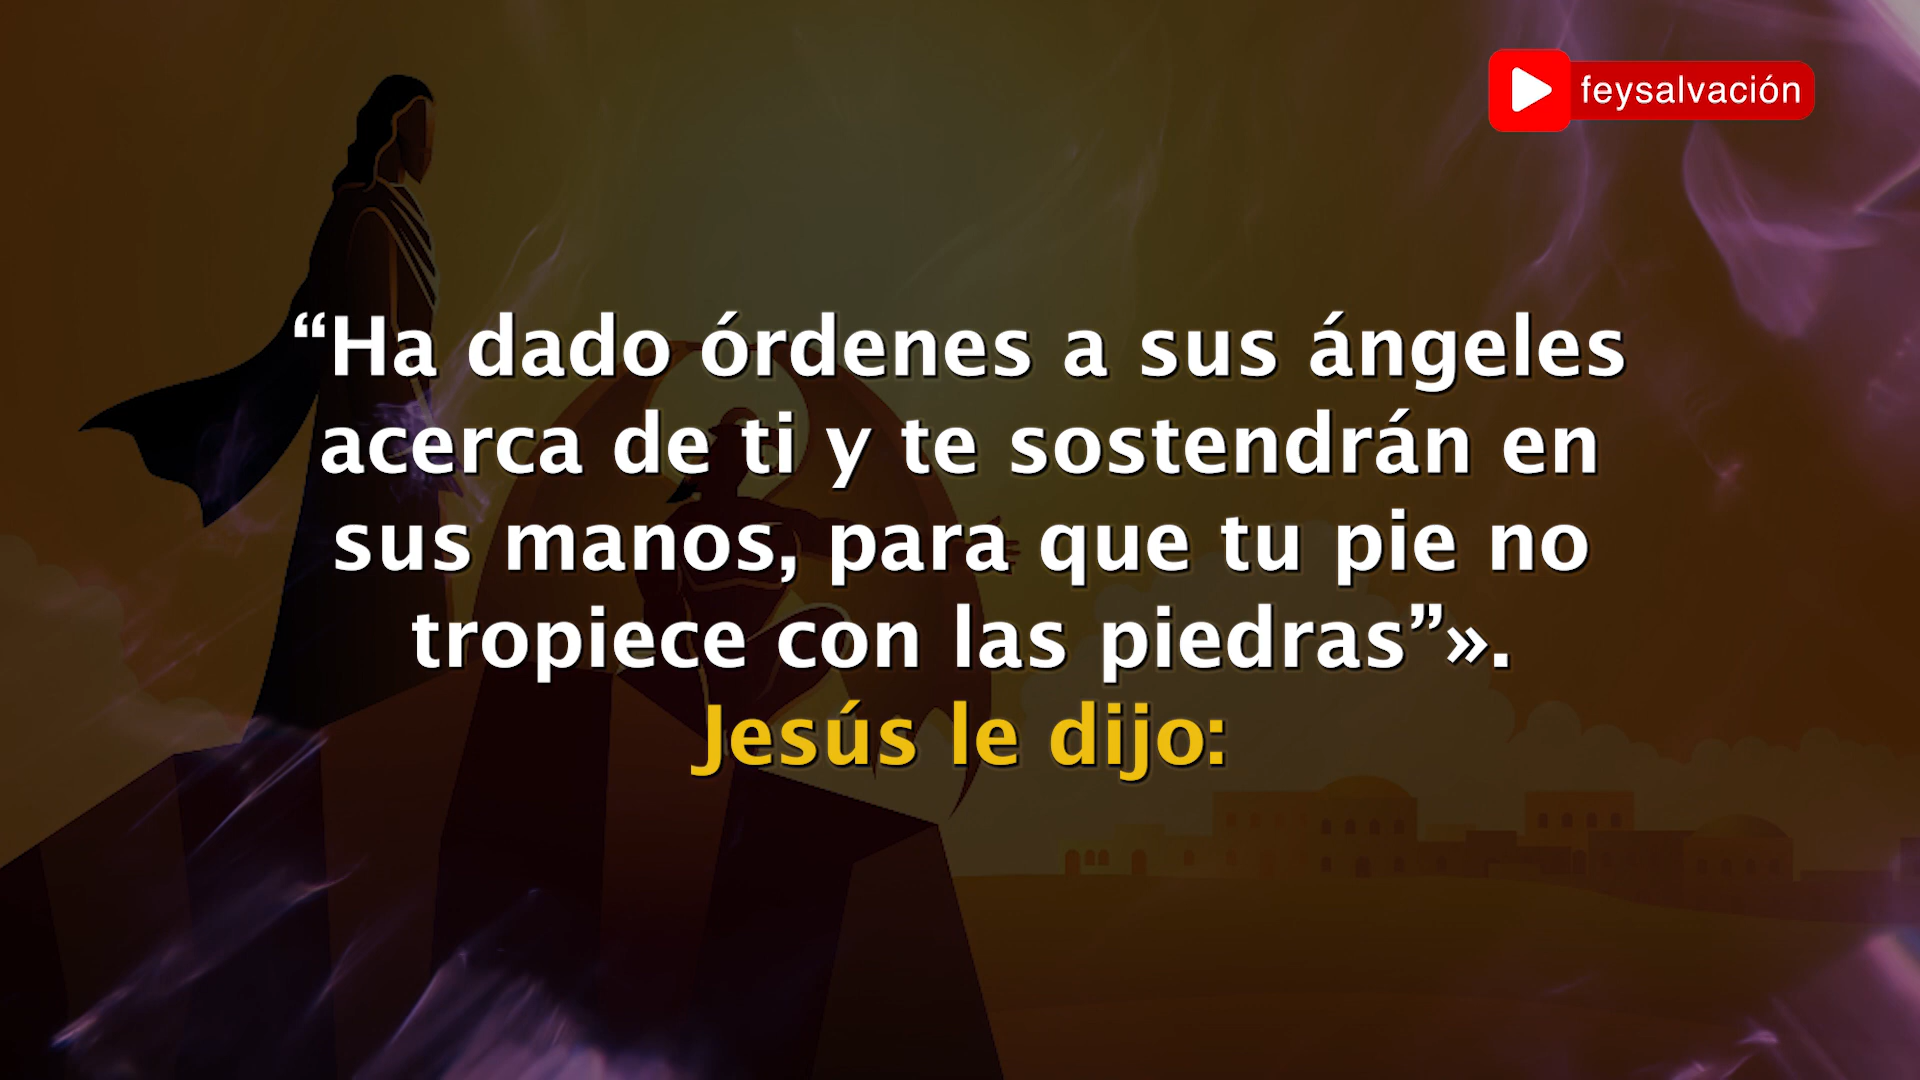 feysalvación
“Ha dado órdenes a sus ángeles
acerca de ti y te sostendrán en
sus manos, para que tu pie no
tropiece con las piedras”».
Jesús le dijo: